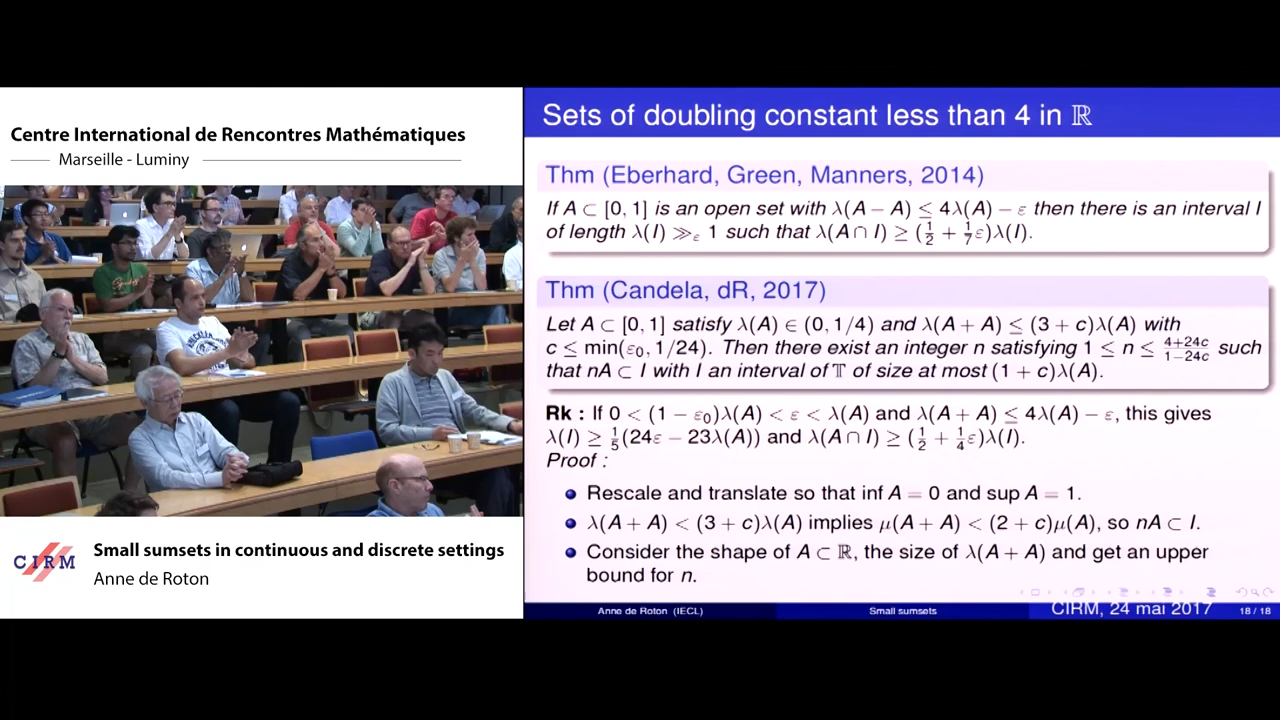 Centre International de Rencontres Mathématiques
Marseille - Luminy
CIRM
Small sumsets in continuous and discrete settings
Anne de Roton
Sets of doubling constant less than 4 in ℝ
Thm (Eberhard, Green, Manners, 2014)
If A ⊂ [0, 1] is an open set with λ(A − A) ≤ 4λ(A) − ε then there is an interval I
of length λ(I) ≫ε 1 such that λ(A ∩ I) ≥ (1/2 + 1/7 ε)λ(I).
Thm (Candela, dR, 2017)
Let A ⊂ [0, 1] satisfy λ(A) ∈ (0, 1/4) and λ(A + A) ≤ (3 + c)λ(A) with
c ≤ min(ε₀, 1/24). Then there exist an integer n satisfying 1 ≤ n ≤ (4+24c)/(1−24c) such
that nA ⊂ I with I an interval of 𝕋 of size at most (1 + c)λ(A).
Rk : If 0 < (1 − ε₀)λ(A) < ε < λ(A) and λ(A + A) ≤ 4λ(A) − ε, this gives
λ(I) ≥ 1/5(24ε − 23λ(A)) and λ(A ∩ I) ≥ (1/2 + 1/4 ε)λ(I).
Proof :
Rescale and translate so that inf A = 0 and sup A = 1.
λ(A + A) < (3 + c)λ(A) implies μ(A + A) < (2 + c)μ(A), so nA ⊂ I.
Consider the shape of A ⊂ ℝ, the size of λ(A + A) and get an upper
bound for n.
Anne de Roton (IECL) Small sumsets CIRM, 24 mai 2017 18 / 18